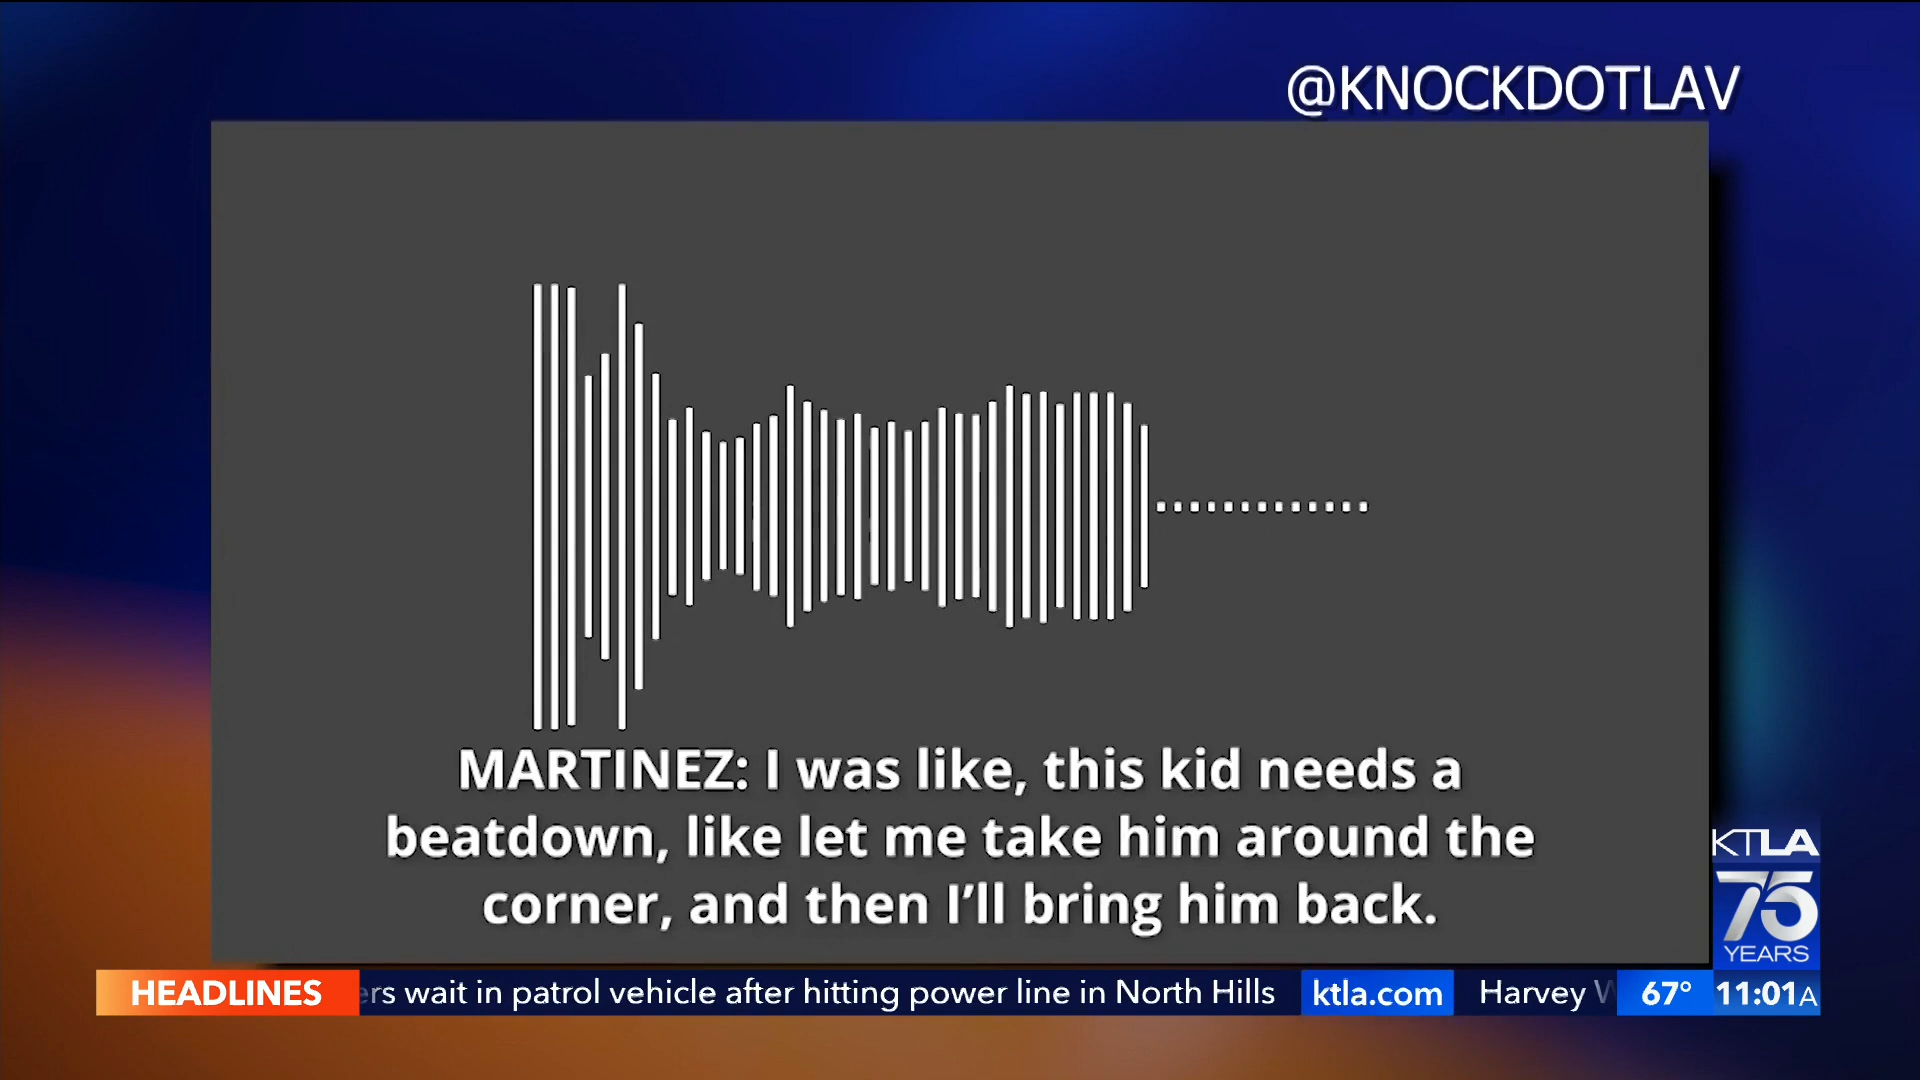 @KNOCKDOTLAV
MARTINEZ: I was like, this kid needs a
beatdown, like let me take him around the
corner, and then I'll bring him back.
KTLA
75
YEARS
HEADLINES
wait in patrol vehicle after hitting power line in North Hills
ktla.com
Harvey
67°
11:01A